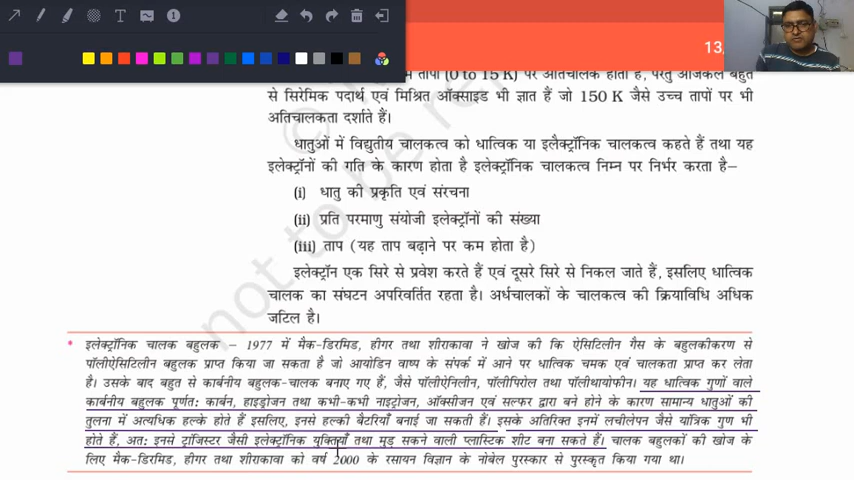 T
1
13
म तापों (0 to 15 K) पर अतिचालक होता है, परंतु आजकल बहुत
से सिरेमिक पदार्थ एवं मिश्रित ऑक्साइड भी ज्ञात हैं जो 150 K जैसे उच्च तापों पर भी
अतिचालकता दर्शाते हैं।
धातुओं में विद्युतीय चालकत्व को धात्विक या इलैक्ट्रॉनिक चालकत्व कहते हैं तथा यह
इलेक्ट्रॉनों की गति के कारण होता है इलेक्ट्रॉनिक चालकत्व निम्न पर निर्भर करता है—
(i) धातु की प्रकृति एवं संरचना
(ii) प्रति परमाणु संयोजी इलेक्ट्रॉनों की संख्या
(iii) ताप (यह ताप बढ़ाने पर कम होता है)
इलेक्ट्रॉन एक सिरे से प्रवेश करते हैं एवं दूसरे सिरे से निकल जाते हैं, इसलिए धात्विक
चालक का संघटन अपरिवर्तित रहता है। अर्धचालकों के चालकत्व की क्रियाविधि अधिक
जटिल है।
* इलेक्ट्रॉनिक चालक बहुलक – 1977 में मैक-डिरमिड, हीगर तथा शीराकावा ने खोज की कि ऐसिटिलीन गैस के बहुलकीकरण से
पॉलीऐसिटिलीन बहुलक प्राप्त किया जा सकता है जो आयोडिन वाष्प के संपर्क में आने पर धात्विक चमक एवं चालकता प्राप्त कर लेता
है। उसके बाद बहुत से कार्बनिक बहुलक-चालक बनाए गए हैं, जैसे पॉलीऐनिलीन, पॉलीपिरोल तथा पॉलीथायोफीन। यह धात्विक गुणों वाले
कार्बनीय बहुलक पूर्णत: कार्बन, हाइड्रोजन तथा कभी-कभी नाइट्रोजन, ऑक्सीजन एवं सल्फर द्वारा बने होने के कारण सामान्य धातुओं की
तुलना में अत्यधिक हल्के होते हैं इसलिए, इनसे हल्की बैटरियाँ बनाई जा सकती हैं। इसके अतिरिक्त इनमें लचीलेपन जैसे यांत्रिक गुण भी
होते हैं, अत: इनसे ट्रांजिस्टर जैसी इलेक्ट्रॉनिक युक्तियाँ तथा मुड़ सकने वाली प्लास्टिक शीट बना सकते हैं। चालक बहुलकों की खोज के
लिए मैक-डिरमिड, हीगर तथा शीराकावा को वर्ष 2000 के रसायन विज्ञान के नोबेल पुरस्कार से पुरस्कृत किया गया था।
not to be re